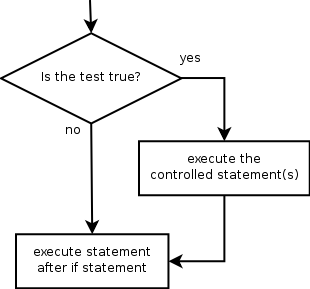 Is the test true?
yes
no
execute the
controlled statement(s)
execute statement
after if statement